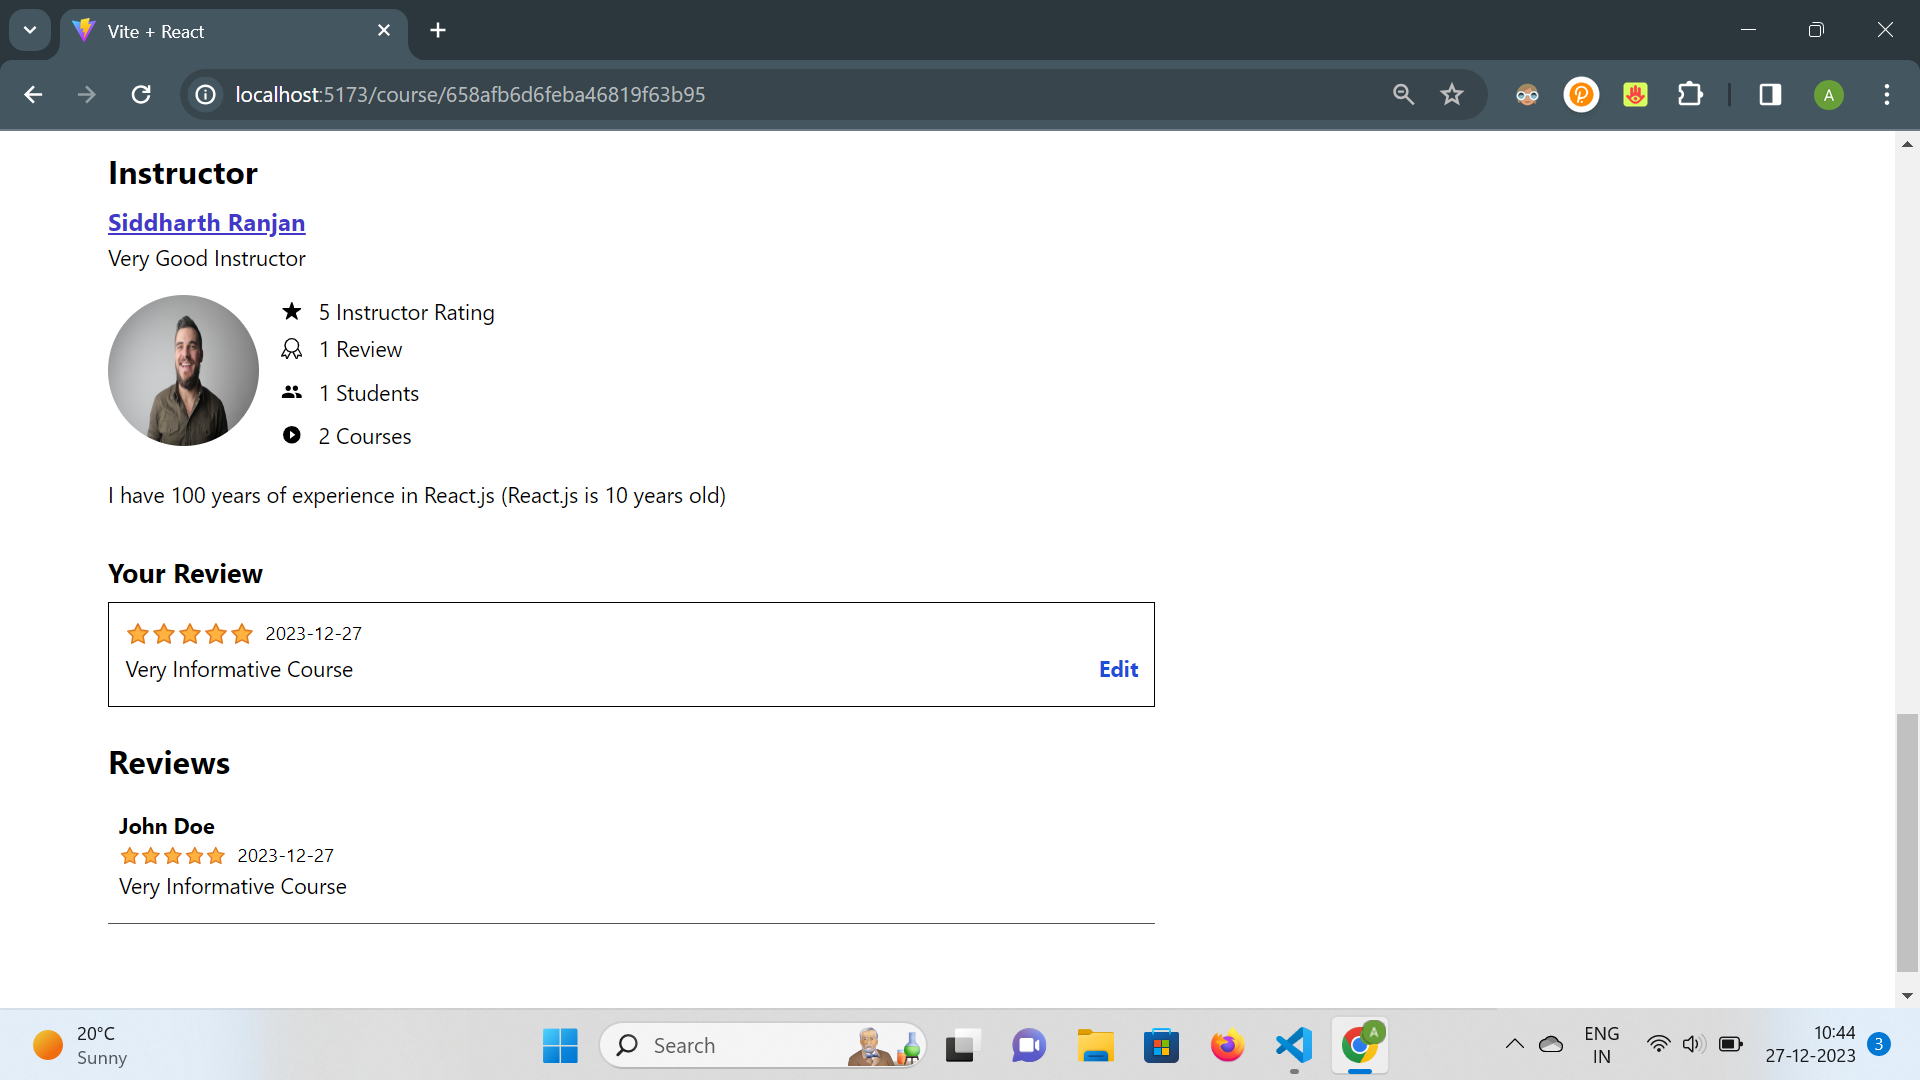 Vite + React
localhost:5173/course/658afb6d6feba46819f63b95
A
Instructor
Siddharth Ranjan
Very Good Instructor
5 Instructor Rating
1 Review
1 Students
2 Courses
I have 100 years of experience in React.js (React.js is 10 years old)
Your Review
2023-12-27
Very Informative Course
Edit
Reviews
John Doe
2023-12-27
Very Informative Course
20°C
Sunny
Search
A
ENG
IN
10:44
27-12-2023
3